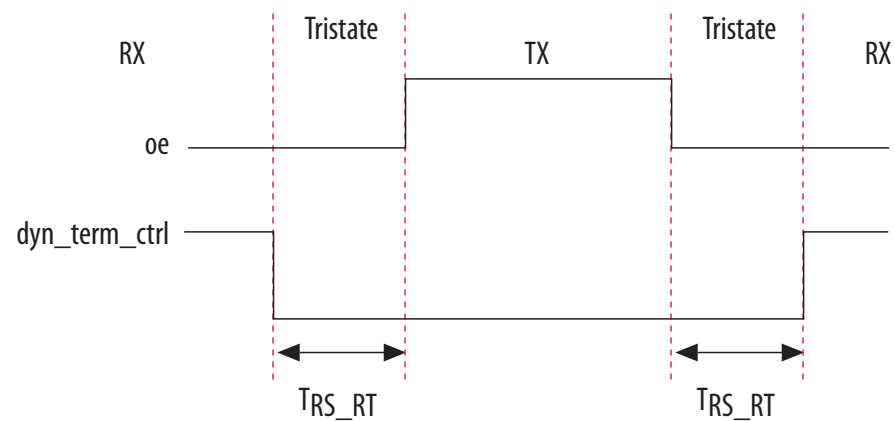 Tristate Tristate
RX TX RX
oe
dyn_term_ctrl
TRS_RT TRS_RT